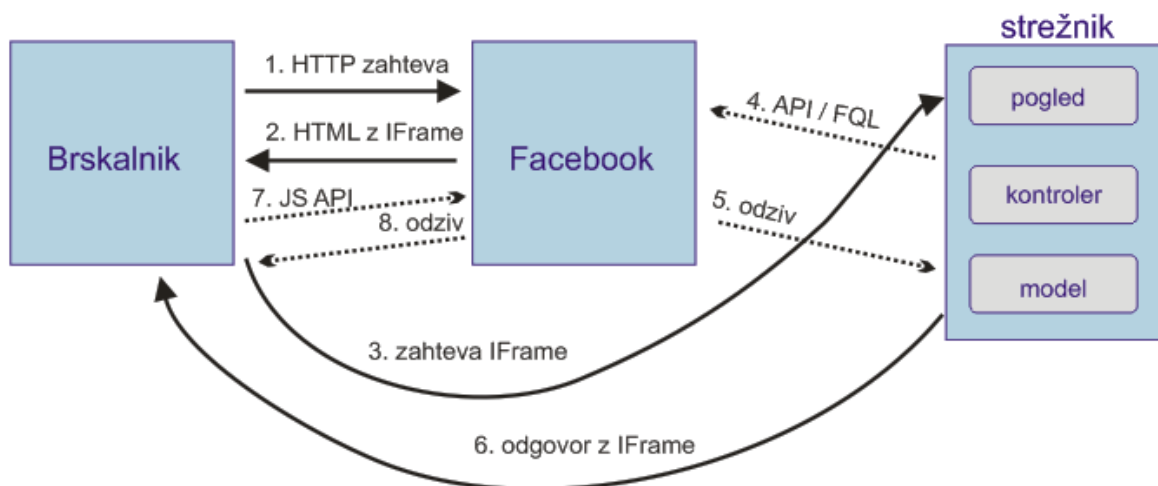 strežnik
1. HTTP zahteva
pogled
4. API / FQL
2. HTML z IFrame
Brskalnik
Facebook
7. JS API
kontroler
5. odziv
8. odziv
model
3. zahteva IFrame
6. odgovor z IFrame